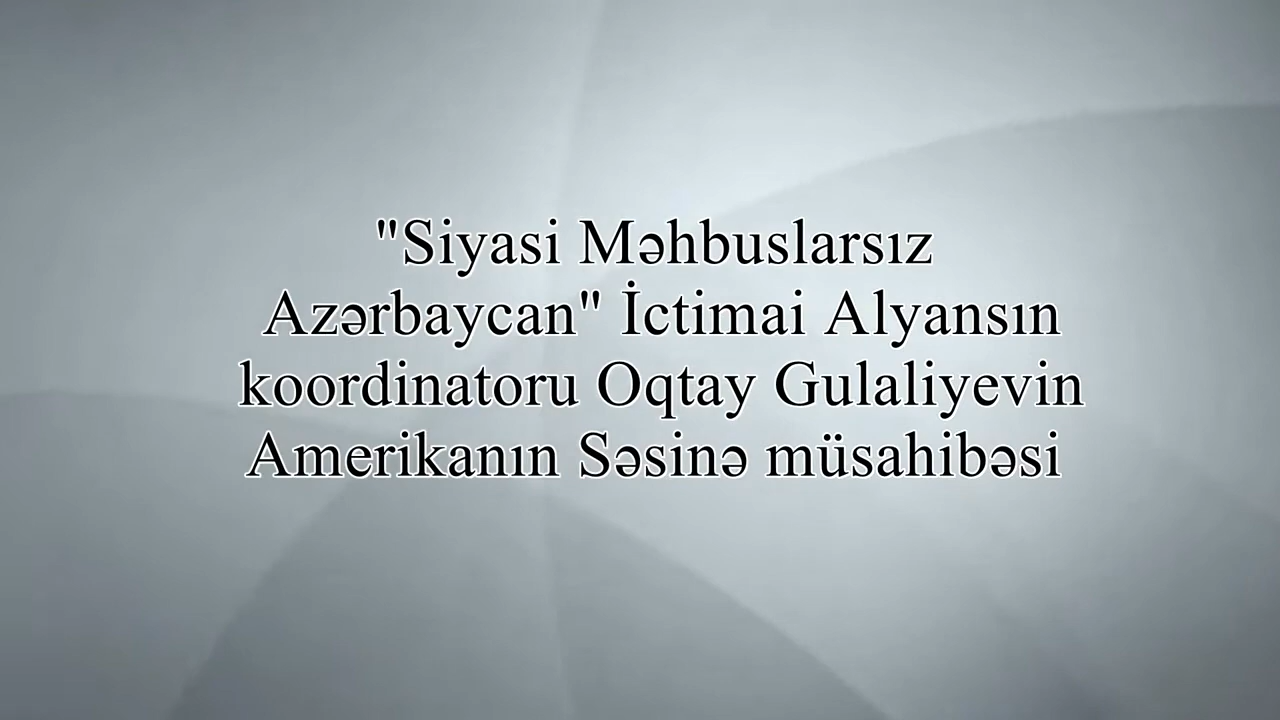 "Siyasi Məhbuslarsız
Azərbaycan" İctimai Alyansın
koordinatoru Oqtay Gulaliyevin
Amerikanın Səsinə müsahibəsi